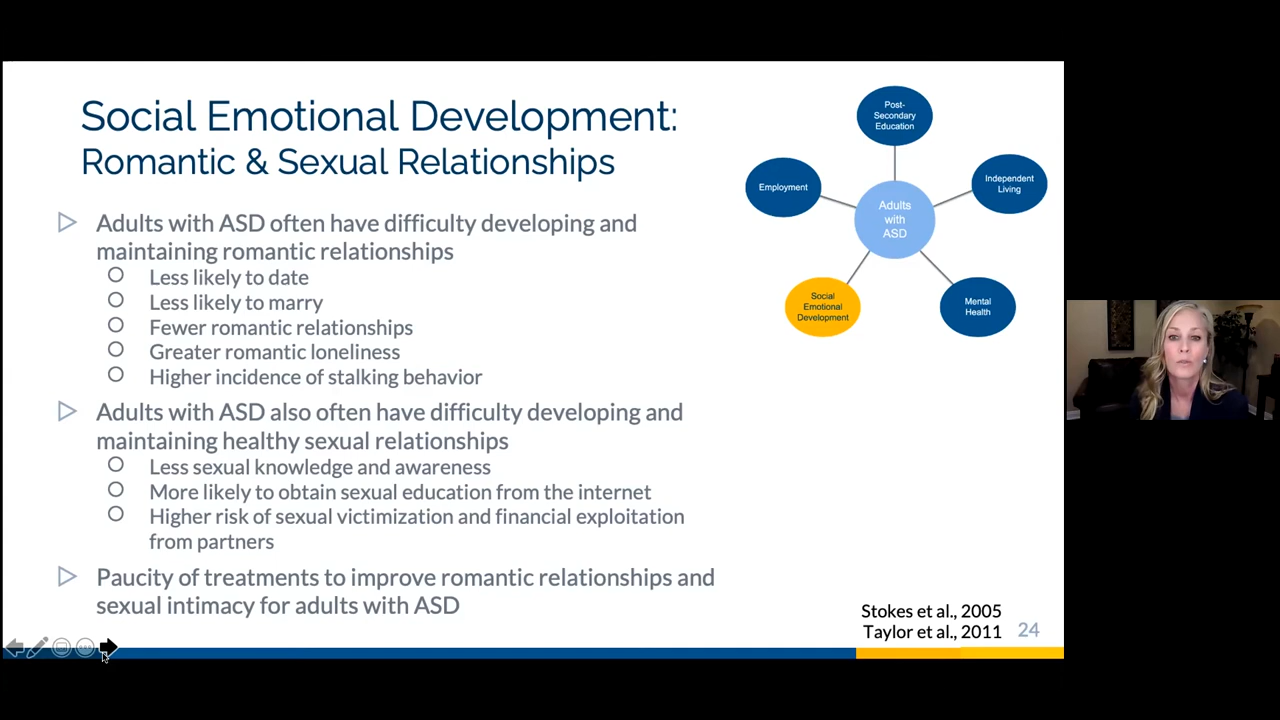 Social Emotional Development:
Romantic & Sexual Relationships
Adults with ASD often have difficulty developing and
maintaining romantic relationships
Less likely to date
Less likely to marry
Fewer romantic relationships
Greater romantic loneliness
Higher incidence of stalking behavior
Adults with ASD also often have difficulty developing and
maintaining healthy sexual relationships
Less sexual knowledge and awareness
More likely to obtain sexual education from the internet
Higher risk of sexual victimization and financial exploitation
from partners
Paucity of treatments to improve romantic relationships and
sexual intimacy for adults with ASD
Post-
Secondary
Education
Employment
Independent
Living
Adults
with
ASD
Social
Emotional
Development
Mental
Health
Stokes et al., 2005
Taylor et al., 2011
24